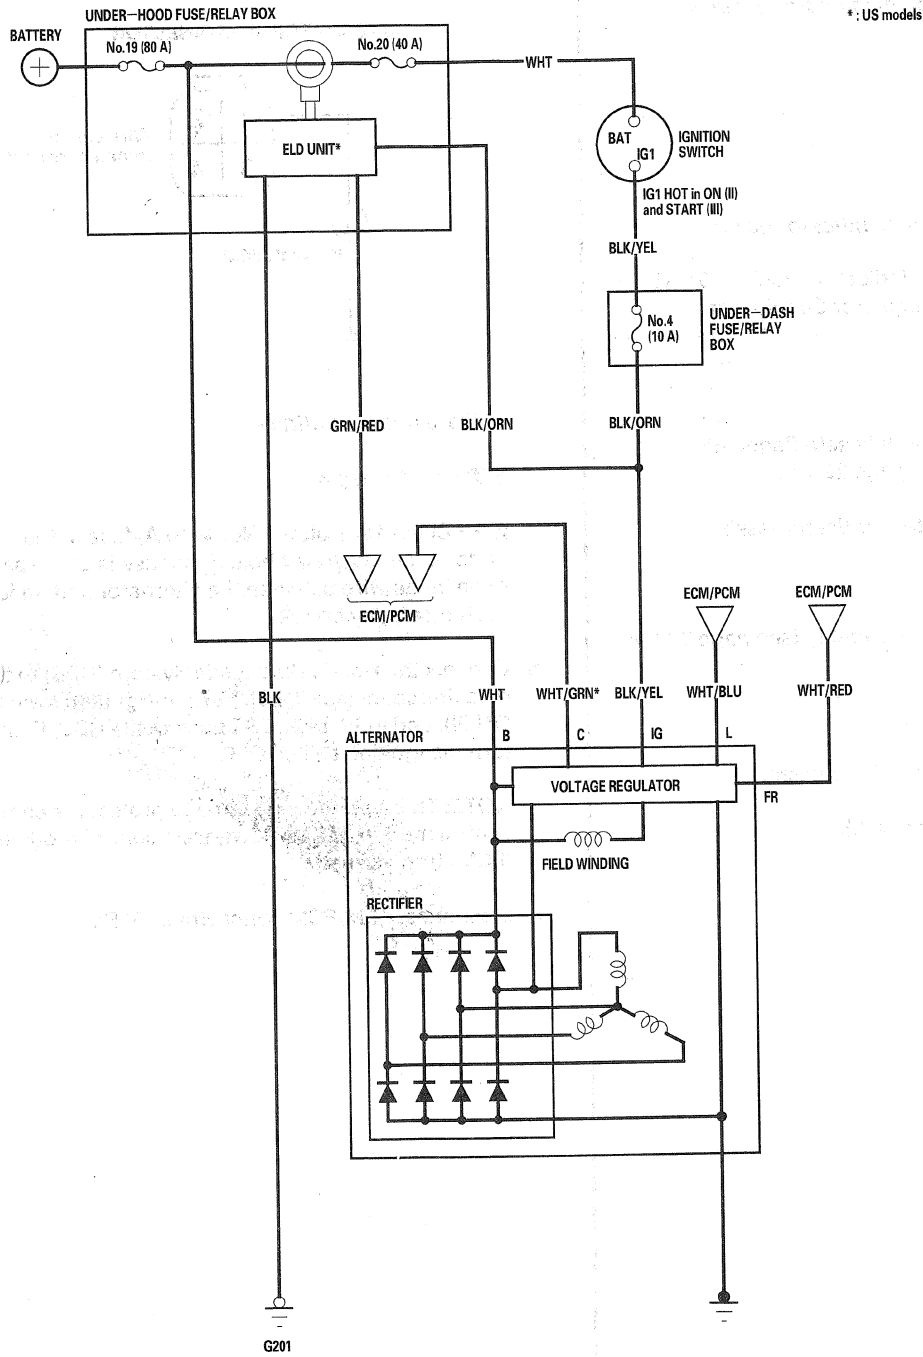 UNDER-HOOD FUSE/RELAY BOX
* : US models
BATTERY
No.19 (80 A)
No.20 (40 A)
WHT
ELD UNIT*
BAT
IG1
IGNITION
SWITCH
IG1 HOT in ON (II)
and START (III)
BLK/YEL
No.4
(10 A)
UNDER-DASH
FUSE/RELAY
BOX
GRN/RED
BLK/ORN
BLK/ORN
ECM/PCM
ECM/PCM
ECM/PCM
BLK
WHT
WHT/GRN*
BLK/YEL
WHT/BLU
WHT/RED
ALTERNATOR
B
C
IG
L
VOLTAGE REGULATOR
FR
FIELD WINDING
RECTIFIER
G201